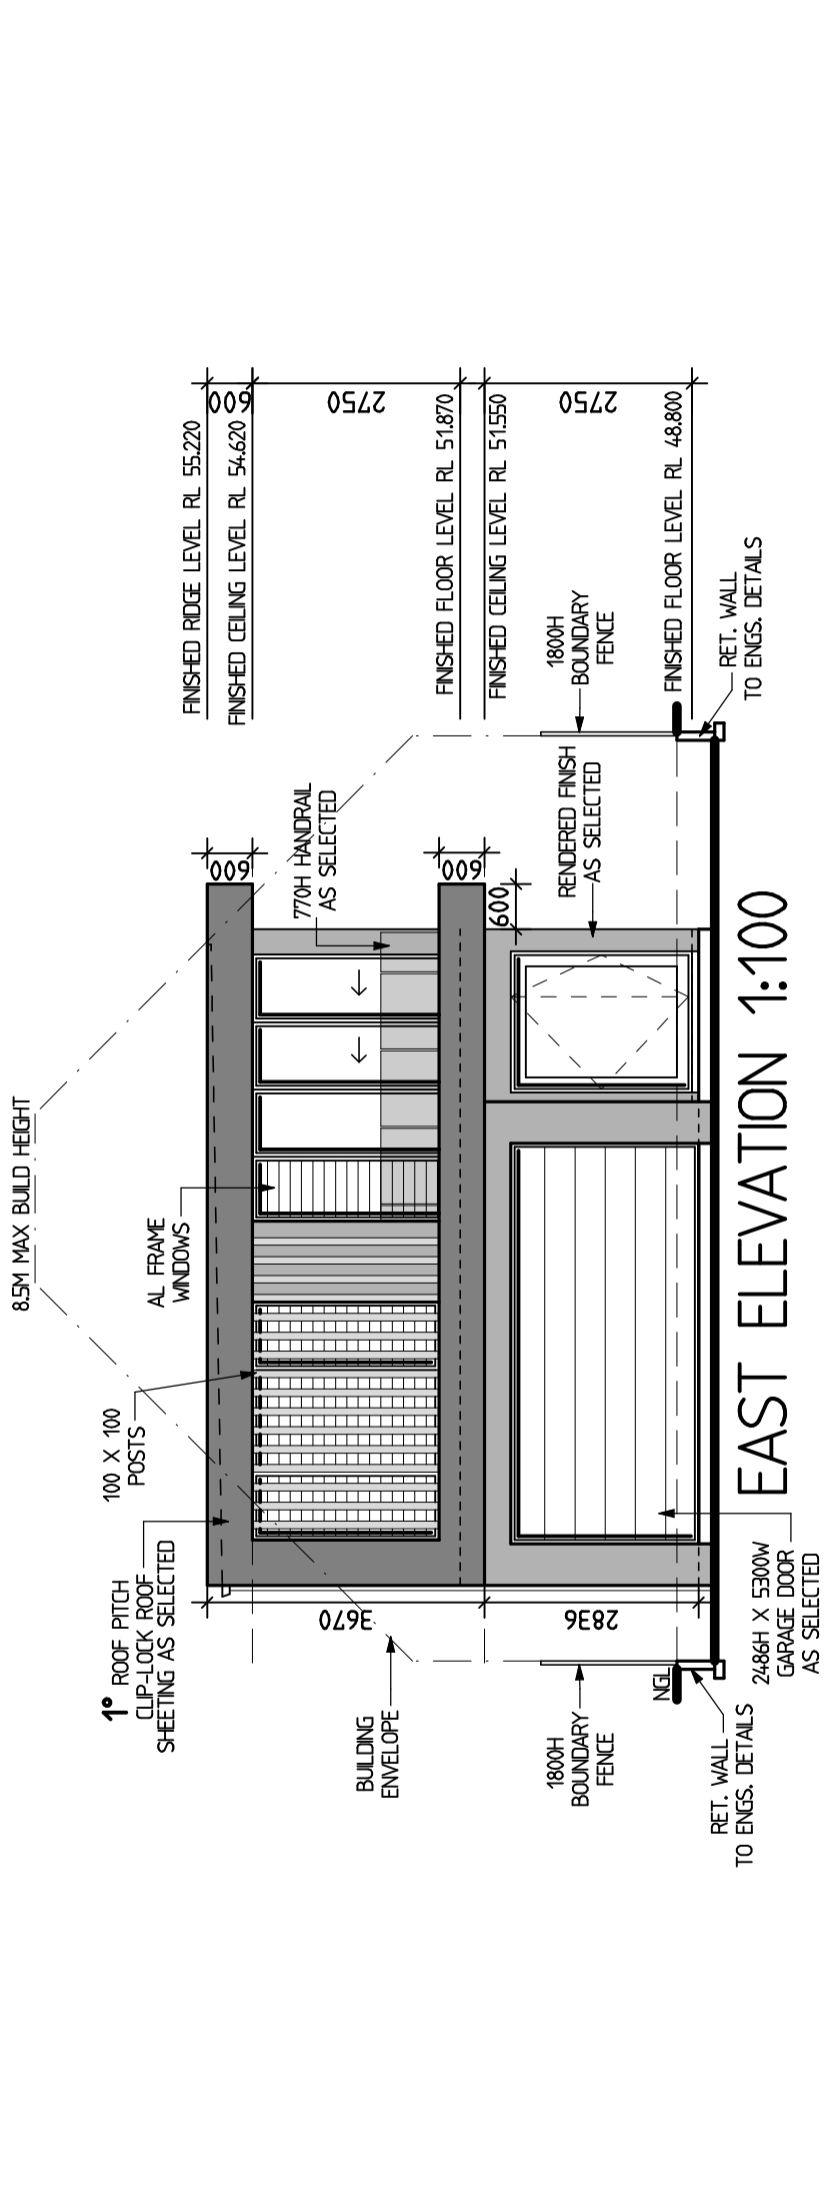 8.5M MAX BUILD HEIGHT
1° ROOF PITCH
CLIP-LOCK ROOF
SHEETING AS SELECTED
100 X 100
POSTS
AL FRAME
WINDOWS
770H HANDRAIL
AS SELECTED
600
600
600
FINISHED RIDGE LEVEL RL 55.220
600
FINISHED CEILING LEVEL RL 54.620
2750
FINISHED FLOOR LEVEL RL 51.870
FINISHED CEILING LEVEL RL 51.550
2750
FINISHED FLOOR LEVEL RL 48.800
BUILDING
ENVELOPE
3670
2836
1800H
BOUNDARY
FENCE
NGL
RET. WALL
TO ENGS. DETAILS
2486H X 5300W
GARAGE DOOR
AS SELECTED
RENDERED FINISH
AS SELECTED
1800H
BOUNDARY
FENCE
RET. WALL
TO ENGS. DETAILS
EAST ELEVATION 1:100